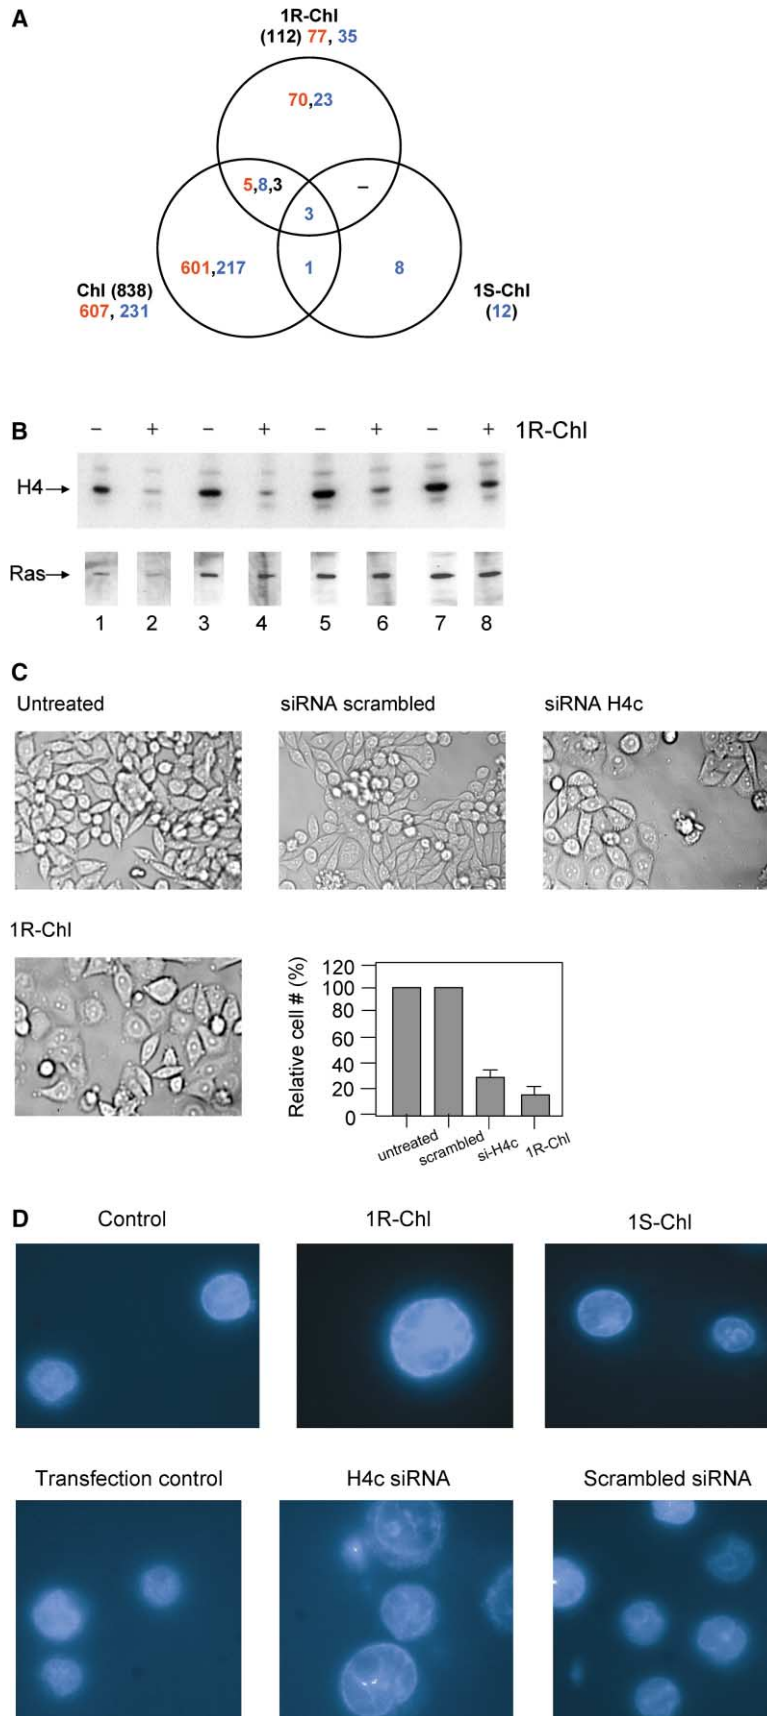 A
1R-Chl
(112) 77, 35
70,23
5,8,3
–
3
601,217
1
8
Chl (838)
607, 231
1S-Chl
(12)
B
– + – + – + – + 1R-Chl
H4
Ras
1 2 3 4 5 6 7 8
C
Untreated
siRNA scrambled
siRNA H4c
1R-Chl
Relative cell # (%)
120
100
80
60
40
20
0
untreated
scrambled
si-H4c
1R-Chl
D
Control
1R-Chl
1S-Chl
Transfection control
H4c siRNA
Scrambled siRNA